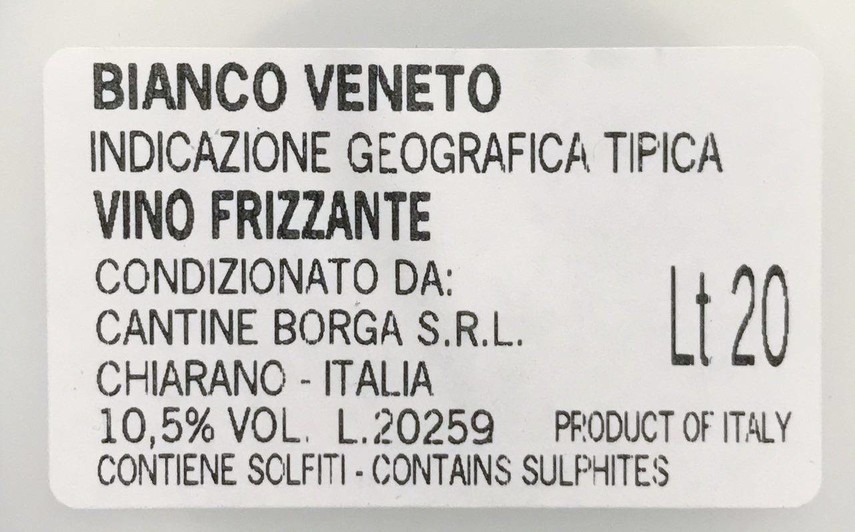 BIANCO VENETO
INDICAZIONE GEOGRAFICA TIPICA
VINO FRIZZANTE
CONDIZIONATO DA:
CANTINE BORGA S.R.L.
CHIARANO - ITALIA
Lt 20
10,5% VOL. L.20259 PRODUCT OF ITALY
CONTIENE SOLFITI - CONTAINS SULPHITES